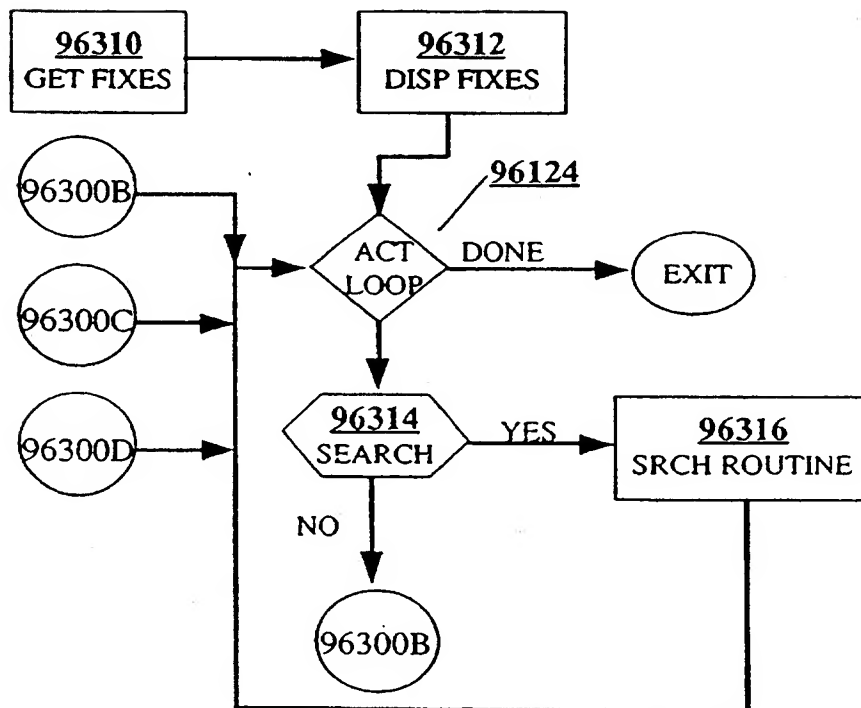 96310
GET FIXES
96312
DISP FIXES
96300B
96124
ACT
LOOP
DONE
EXIT
96300C
96314
SEARCH
YES
96316
SRCH ROUTINE
96300D
NO
96300B